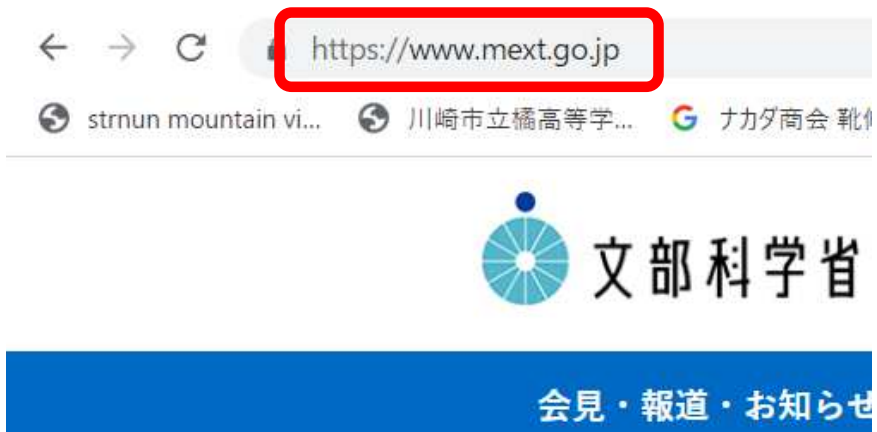 https://www.mext.go.jp
strnun mountain vi... 川崎市立橘高等学... ナカダ商会 靴
文部科学省
会見・報道・お知らせ